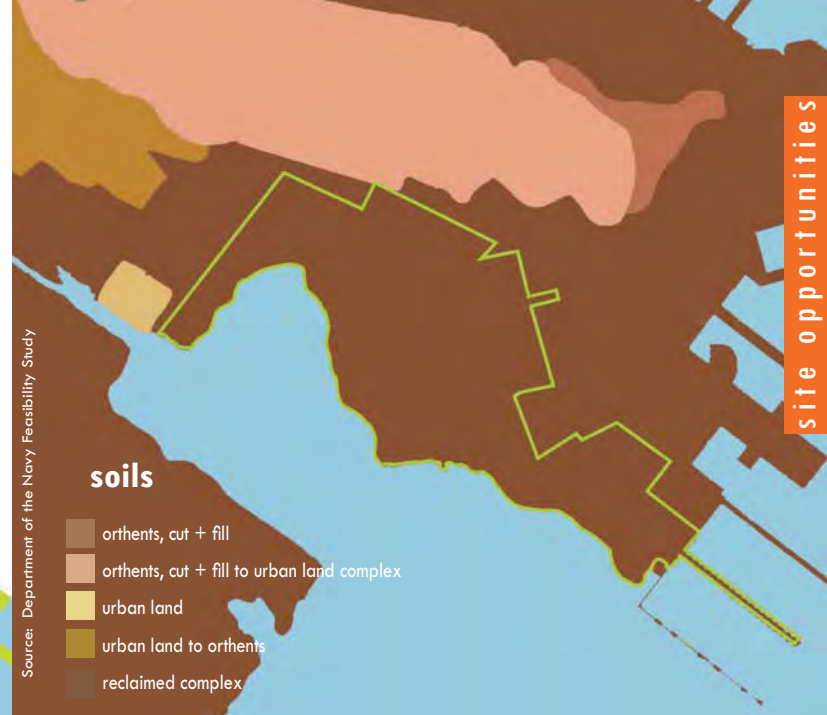 site opportunities
Source: Department of the Navy Feasibility Study
soils
orthents, cut + fill
orthents, cut + fill to urban land complex
urban land
urban land to orthents
reclaimed complex